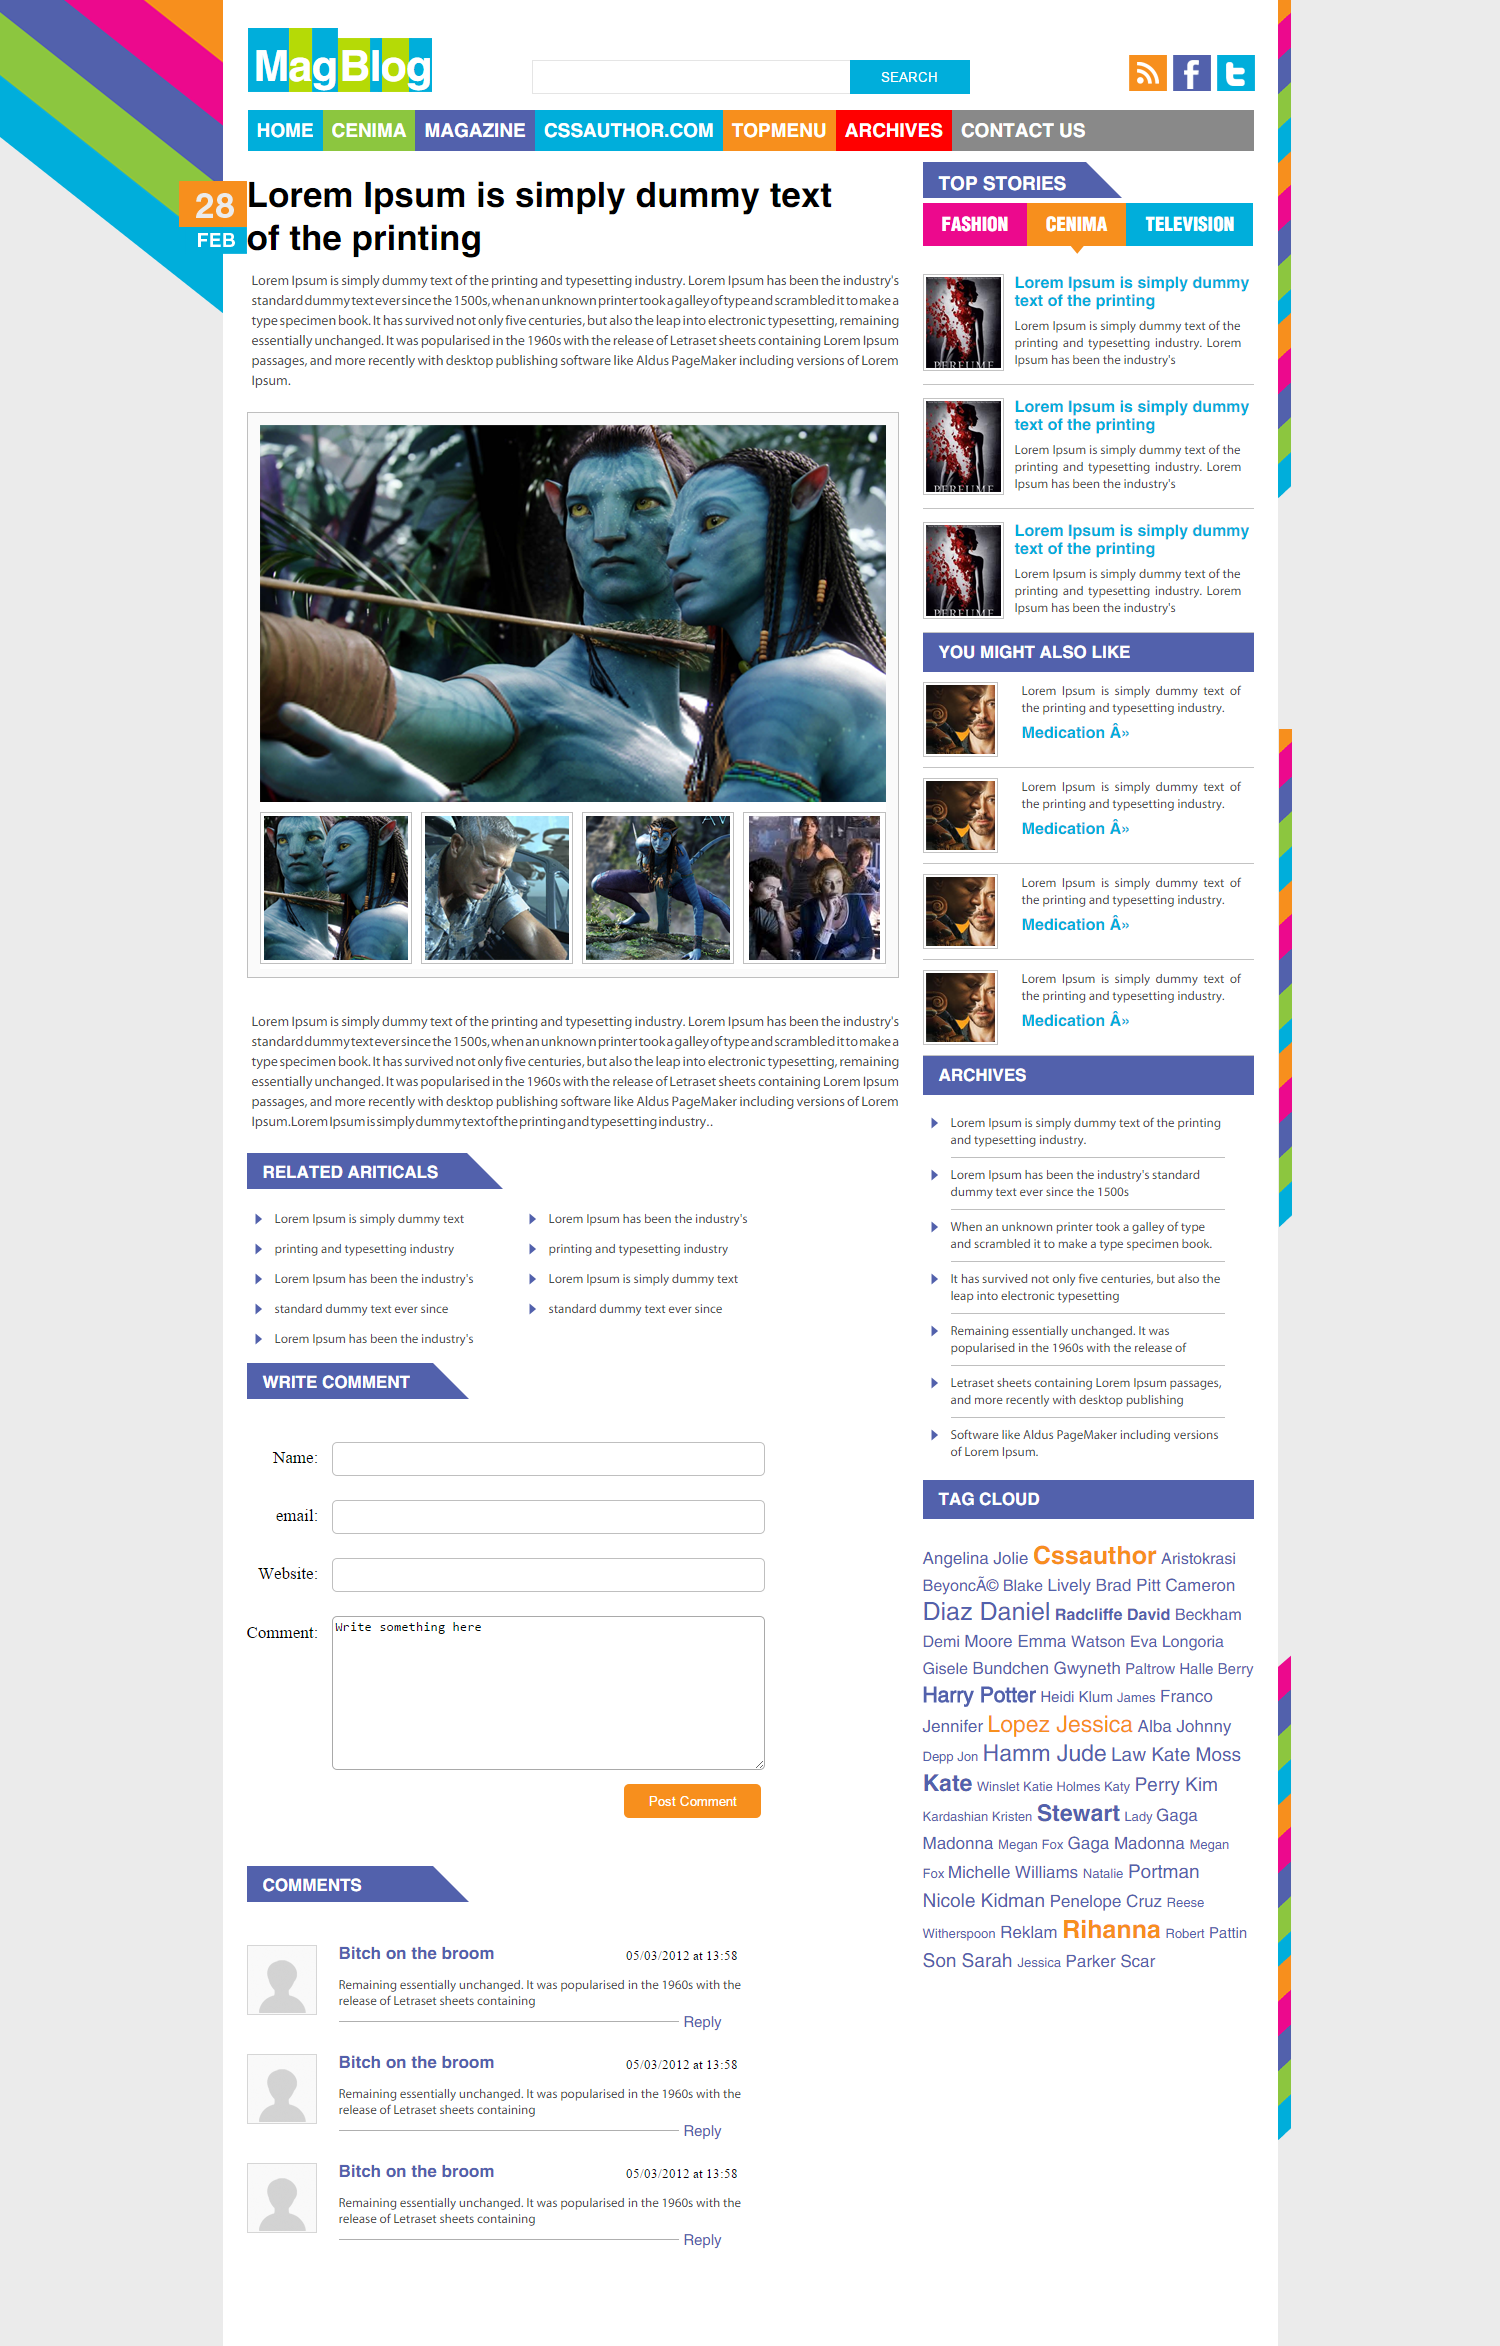 MagBlog
SEARCH
HOME CENIMA MAGAZINE CSSAUTHOR.COM TOPMENU ARCHIVES CONTACT US
28
FEB
Lorem Ipsum is simply dummy text
of the printing
Lorem Ipsum is simply dummy text of the printing and typesetting industry. Lorem Ipsum has been the industry's
standard dummy text ever since the 1500s, when an unknown printer took a galley of type and scrambled it to make a
type specimen book. It has survived not only five centuries, but also the leap into electronic typesetting, remaining
essentially unchanged. It was popularised in the 1960s with the release of Letraset sheets containing Lorem Ipsum
passages, and more recently with desktop publishing software like Aldus PageMaker including versions of Lorem
Ipsum.
AV
Lorem Ipsum is simply dummy text of the printing and typesetting industry. Lorem Ipsum has been the industry's
standard dummy text ever since the 1500s, when an unknown printer took a galley of type and scrambled it to make a
type specimen book. It has survived not only five centuries, but also the leap into electronic typesetting, remaining
essentially unchanged. It was popularised in the 1960s with the release of Letraset sheets containing Lorem Ipsum
passages, and more recently with desktop publishing software like Aldus PageMaker including versions of Lorem
Ipsum.Lorem Ipsum is simply dummy text of the printing and typesetting industry..
RELATED ARITICALS
Lorem Ipsum is simply dummy text
printing and typesetting industry
Lorem Ipsum has been the industry's
standard dummy text ever since
Lorem Ipsum has been the industry's
Lorem Ipsum has been the industry's
printing and typesetting industry
Lorem Ipsum is simply dummy text
standard dummy text ever since
WRITE COMMENT
Name:
email:
Website:
Comment:
Write something here
Post Comment
COMMENTS
Bitch on the broom 05/03/2012 at 13:58
Remaining essentially unchanged. It was popularised in the 1960s with the
release of Letraset sheets containing
Reply
Bitch on the broom 05/03/2012 at 13:58
Remaining essentially unchanged. It was popularised in the 1960s with the
release of Letraset sheets containing
Reply
Bitch on the broom 05/03/2012 at 13:58
Remaining essentially unchanged. It was popularised in the 1960s with the
release of Letraset sheets containing
Reply
TOP STORIES
FASHION CENIMA TELEVISION
PERFUME
Lorem Ipsum is simply dummy
text of the printing
Lorem Ipsum is simply dummy text of the
printing and typesetting industry. Lorem
Ipsum has been the industry's
PERFUME
Lorem Ipsum is simply dummy
text of the printing
Lorem Ipsum is simply dummy text of the
printing and typesetting industry. Lorem
Ipsum has been the industry's
PERFUME
Lorem Ipsum is simply dummy
text of the printing
Lorem Ipsum is simply dummy text of the
printing and typesetting industry. Lorem
Ipsum has been the industry's
YOU MIGHT ALSO LIKE
Lorem Ipsum is simply dummy text of
the printing and typesetting industry.
Medication Â»
Lorem Ipsum is simply dummy text of
the printing and typesetting industry.
Medication Â»
Lorem Ipsum is simply dummy text of
the printing and typesetting industry.
Medication Â»
Lorem Ipsum is simply dummy text of
the printing and typesetting industry.
Medication Â»
ARCHIVES
Lorem Ipsum is simply dummy text of the printing
and typesetting industry.
Lorem Ipsum has been the industry's standard
dummy text ever since the 1500s
When an unknown printer took a galley of type
and scrambled it to make a type specimen book.
It has survived not only five centuries, but also the
leap into electronic typesetting
Remaining essentially unchanged. It was
popularised in the 1960s with the release of
Letraset sheets containing Lorem Ipsum passages,
and more recently with desktop publishing
Software like Aldus PageMaker including versions
of Lorem Ipsum.
TAG CLOUD
Angelina Jolie Cssauthor Aristokrasi
BeyoncÃ© Blake Lively Brad Pitt Cameron
Diaz Daniel Radcliffe David Beckham
Demi Moore Emma Watson Eva Longoria
Gisele Bundchen Gwyneth Paltrow Halle Berry
Harry Potter Heidi Klum James Franco
Jennifer Lopez Jessica Alba Johnny
Depp Jon Hamm Jude Law Kate Moss
Kate Winslet Katie Holmes Katy Perry Kim
Kardashian Kristen Stewart Lady Gaga
Madonna Megan Fox Gaga Madonna Megan
Fox Michelle Williams Natalie Portman
Nicole Kidman Penelope Cruz Reese
Witherspoon Reklam Rihanna Robert Pattin
Son Sarah Jessica Parker Scar